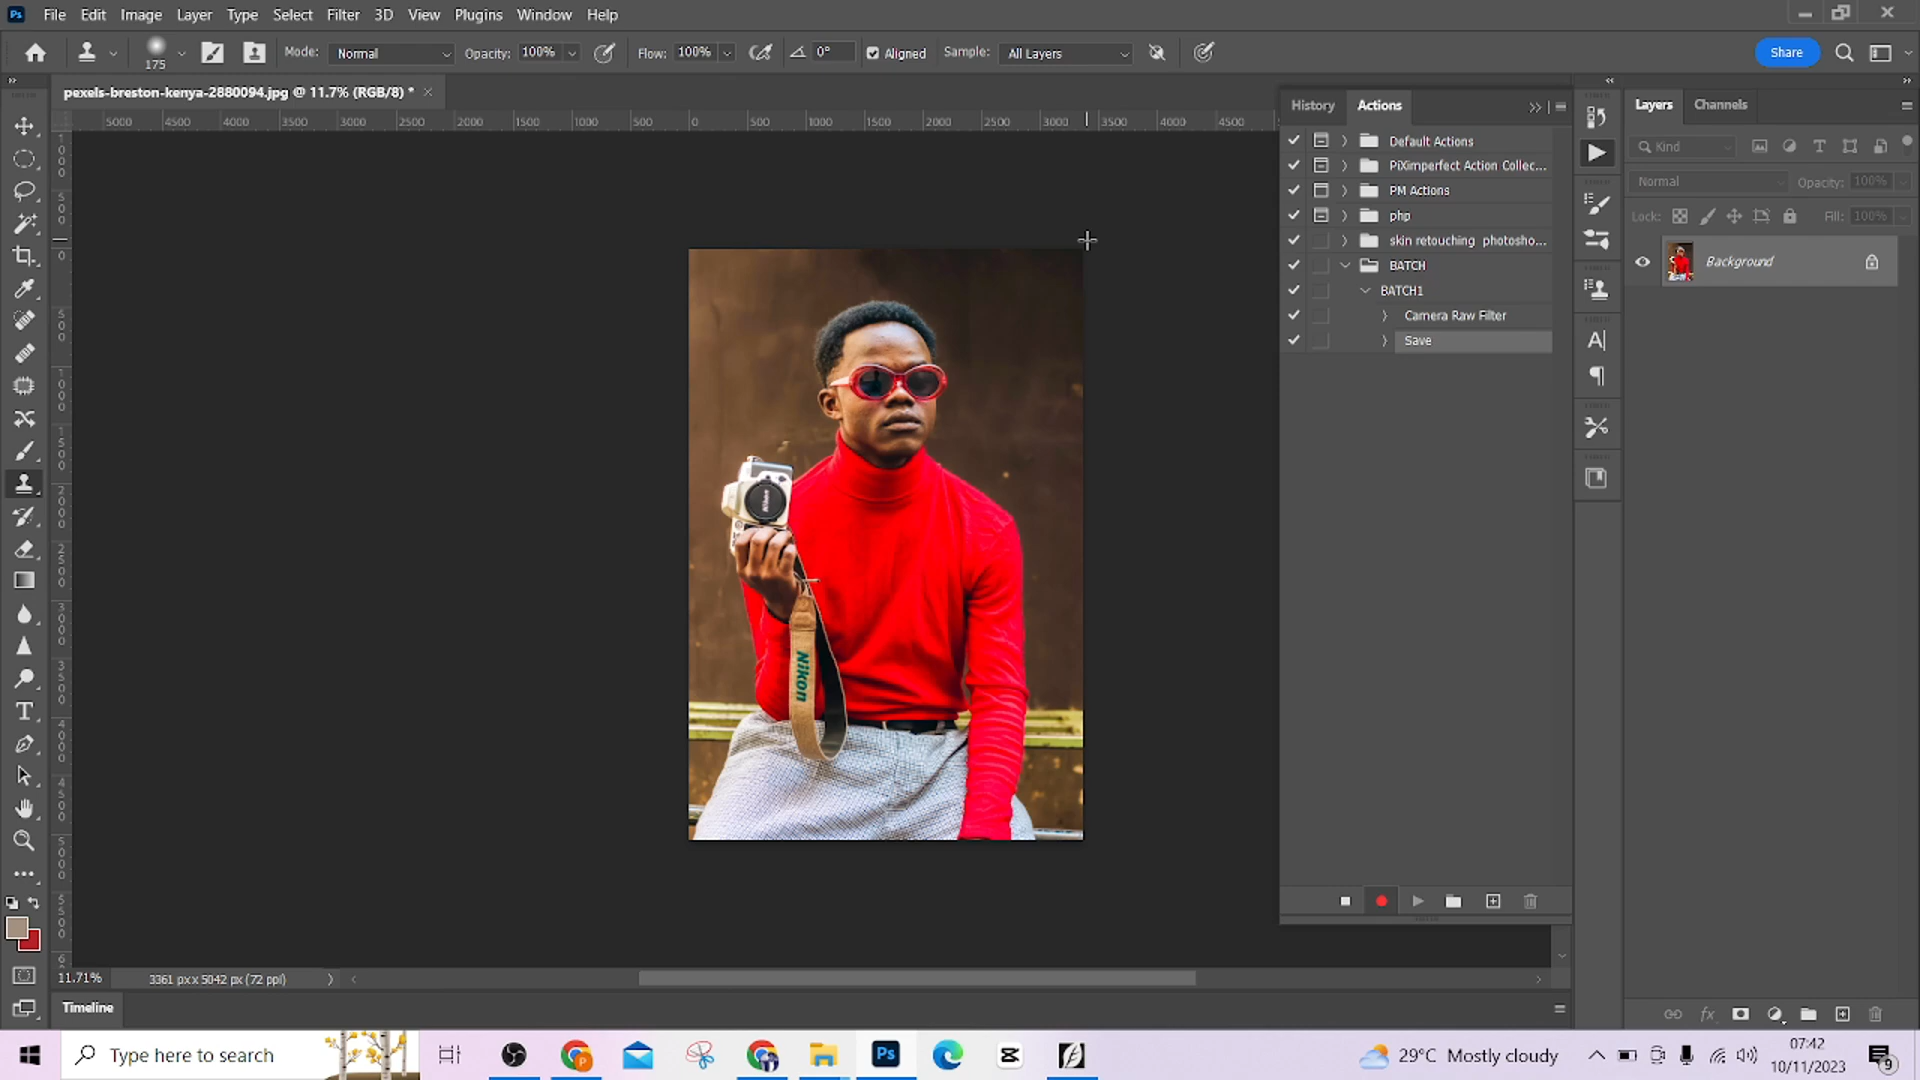 Ps File Edit Image Layer Type Select Filter 3D View Plugins Window Help
175 Mode: Normal Opacity: 100% Flow: 100% 0° Aligned Sample: All Layers Share
pexels-breston-kenya-2880094.jpg @ 11.7% (RGB/8) * ×
5000 4500 4000 3500 3000 2500 2000 1500 1000 500 0 500 1000 1500 2000 2500 3000 3500 4000 4500
History Actions
Default Actions
PiXimperfect Action Collec...
PM Actions
php
skin retouching photosho...
BATCH
BATCH1
Camera Raw Filter
Save
Layers Channels
Kind
Normal Opacity: 100%
Lock: Fill: 100%
Background
Nikon
Nikon
11.71% 3361 px x 5042 px (72 ppi)
Timeline
Type here to search
Ps
29°C Mostly cloudy
07:42
10/11/2023
9